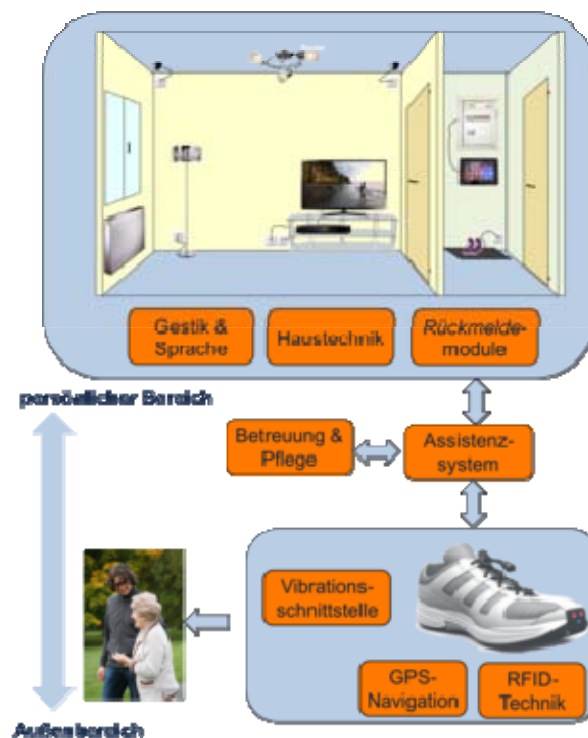 Gestik &
Sprache
Haustechnik
Rückmelde-
module
persönlicher Bereich
Betreuung &
Pflege
Assistenz-
system
Vibrations-
schnittstelle
GPS-
Navigation
RFID-
Technik
Außenbereich